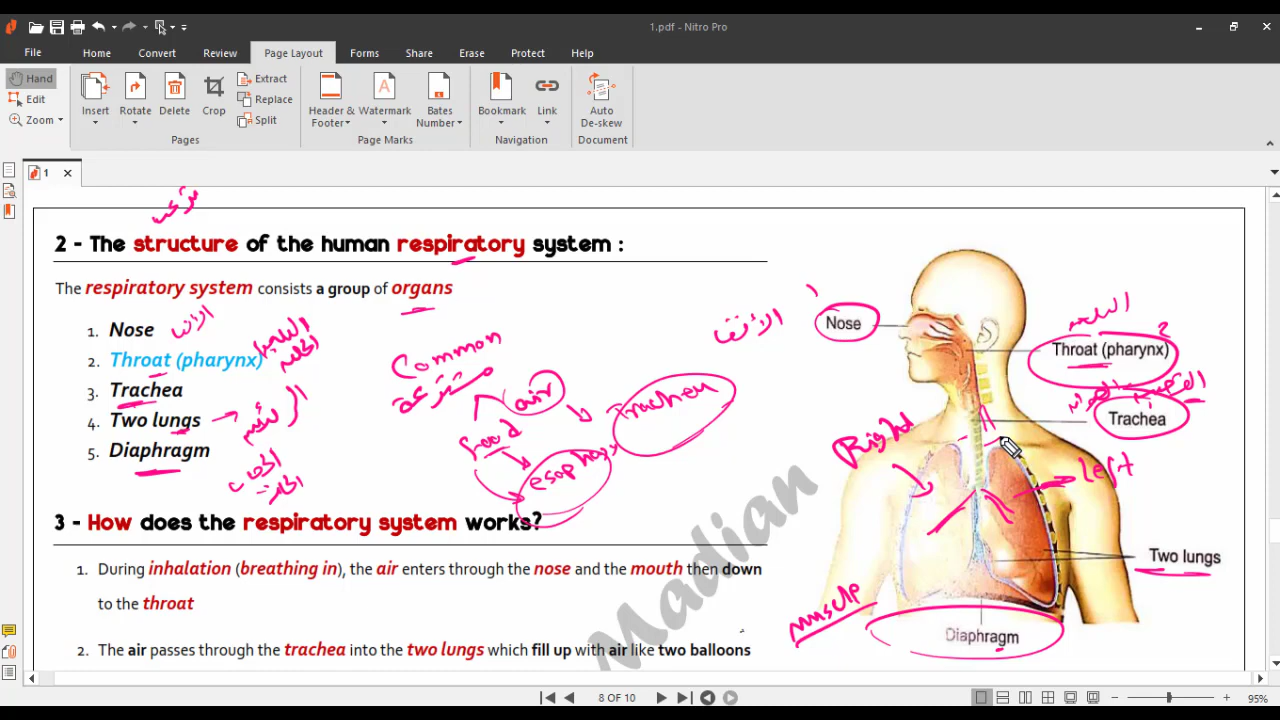 1.pdf - Nitro Pro
File Home Convert Review Page Layout Forms Share Erase Protect Help
Hand
Edit
Zoom
Insert Rotate Delete Crop
Extract
Replace
Split
Pages
Header & Footer Watermark Bates Number
Page Marks
Bookmark Link
Navigation
Auto De-skew
Document
1
2 - The structure of the human respiratory system :
The respiratory system consists a group of organs
1. Nose الأنف
2. Throat (pharynx)
3. Trachea
4. Two lungs
5. Diaphragm
Common
air
food
Trachea
esophagus
الأنف
Nose
Throat (pharynx)
Trachea
Right
left
Two lungs
muscle
Diaphragm
Madian
3 - How does the respiratory system works?
1. During inhalation (breathing in), the air enters through the nose and the mouth then down
to the throat
2. The air passes through the trachea into the two lungs which fill up with air like two balloons
8 OF 10
95%